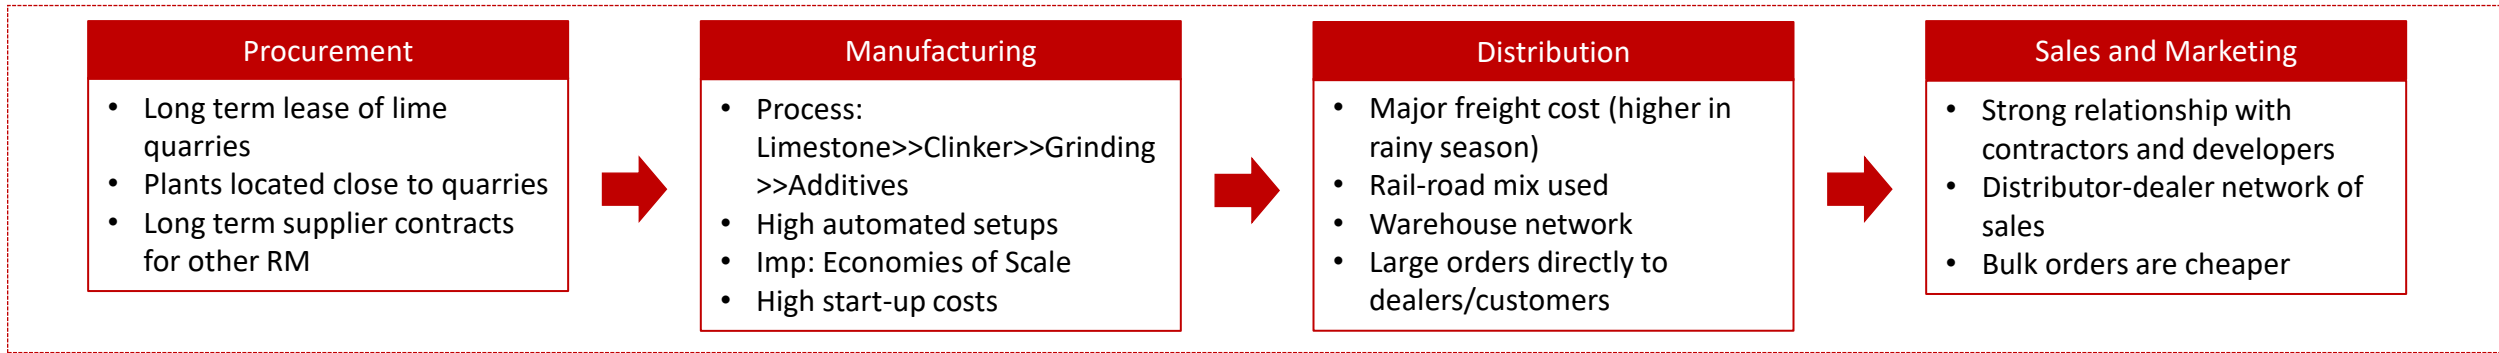 Procurement
• Long term lease of lime
quarries
• Plants located close to quarries
• Long term supplier contracts
for other RM
Manufacturing
• Process:
Limestone>>Clinker>>Grinding
>>Additives
• High automated setups
• Imp: Economies of Scale
• High start-up costs
Distribution
• Major freight cost (higher in
rainy season)
• Rail-road mix used
• Warehouse network
• Large orders directly to
dealers/customers
Sales and Marketing
• Strong relationship with
contractors and developers
• Distributor-dealer network of
sales
• Bulk orders are cheaper